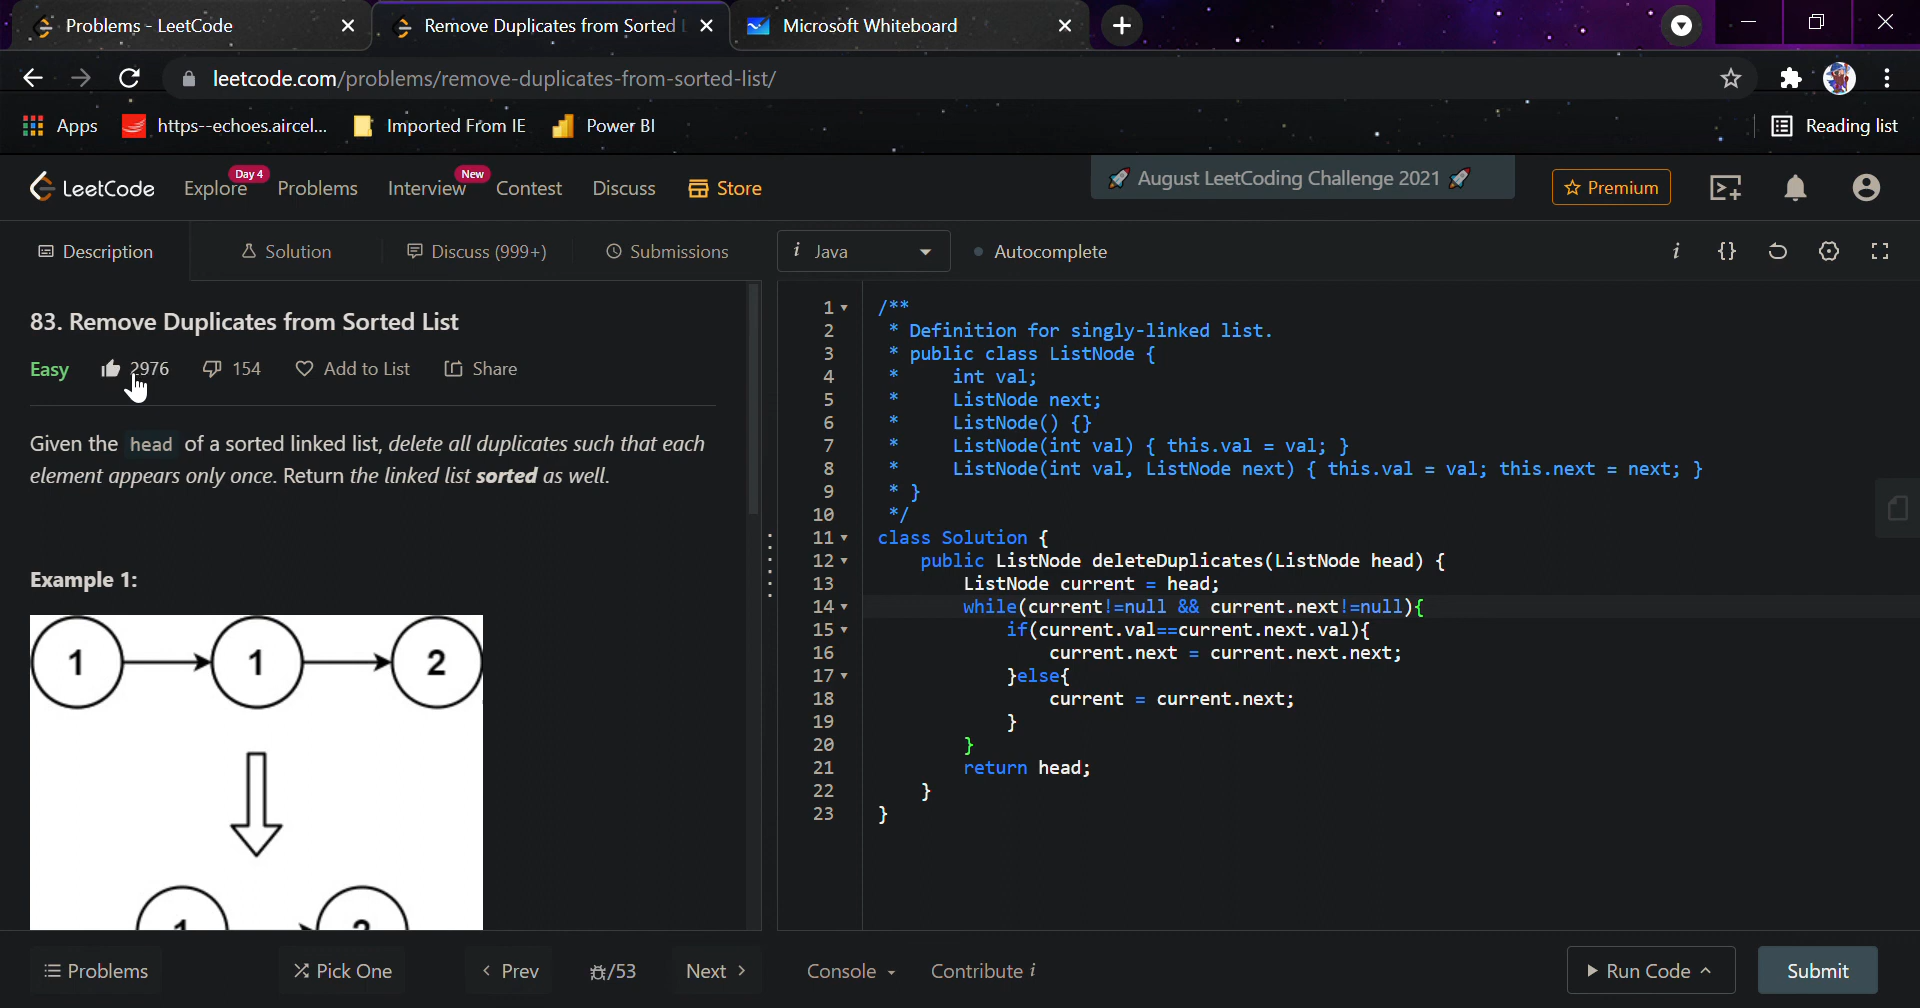 Problems - LeetCode
Remove Duplicates from Sorted
Microsoft Whiteboard
leetcode.com/problems/remove-duplicates-from-sorted-list/
Apps
https--echoes.aircel...
Imported From IE
Power BI
Reading list
LeetCode
Explore
Day 4
Problems
Interview
New
Contest
Discuss
Store
🚀 August LeetCoding Challenge 2021 🚀
Premium
Description
Solution
Discuss (999+)
Submissions
i Java
Autocomplete
i
{}
83. Remove Duplicates from Sorted List
Easy
2976
154
Add to List
Share
Given the head of a sorted linked list, delete all duplicates such that each
element appears only once. Return the linked list sorted as well.
Example 1:
1
1
2
1
2
1 /**
2 * Definition for singly-linked list.
3 * public class ListNode {
4 *     int val;
5 *     ListNode next;
6 *     ListNode() {}
7 *     ListNode(int val) { this.val = val; }
8 *     ListNode(int val, ListNode next) { this.val = val; this.next = next; }
9 * }
10 */
11 class Solution {
12     public ListNode deleteDuplicates(ListNode head) {
13         ListNode current = head;
14         while(current!=null && current.next!=null){
15             if(current.val==current.next.val){
16                 current.next = current.next.next;
17             }else{
18                 current = current.next;
19             }
20         }
21         return head;
22     }
23 }
Problems
Pick One
Prev
/53
Next
Console
Contribute i
Run Code
Submit